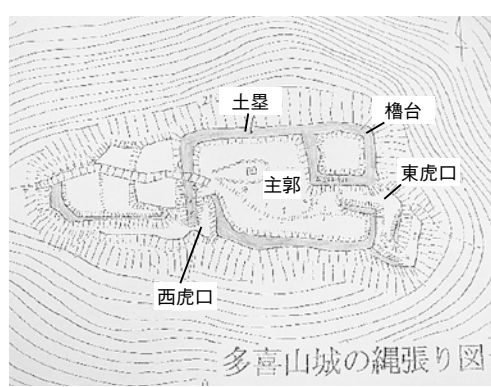 土塁
櫓台
東虎口
主郭
西虎口
多喜山城の縄張り図